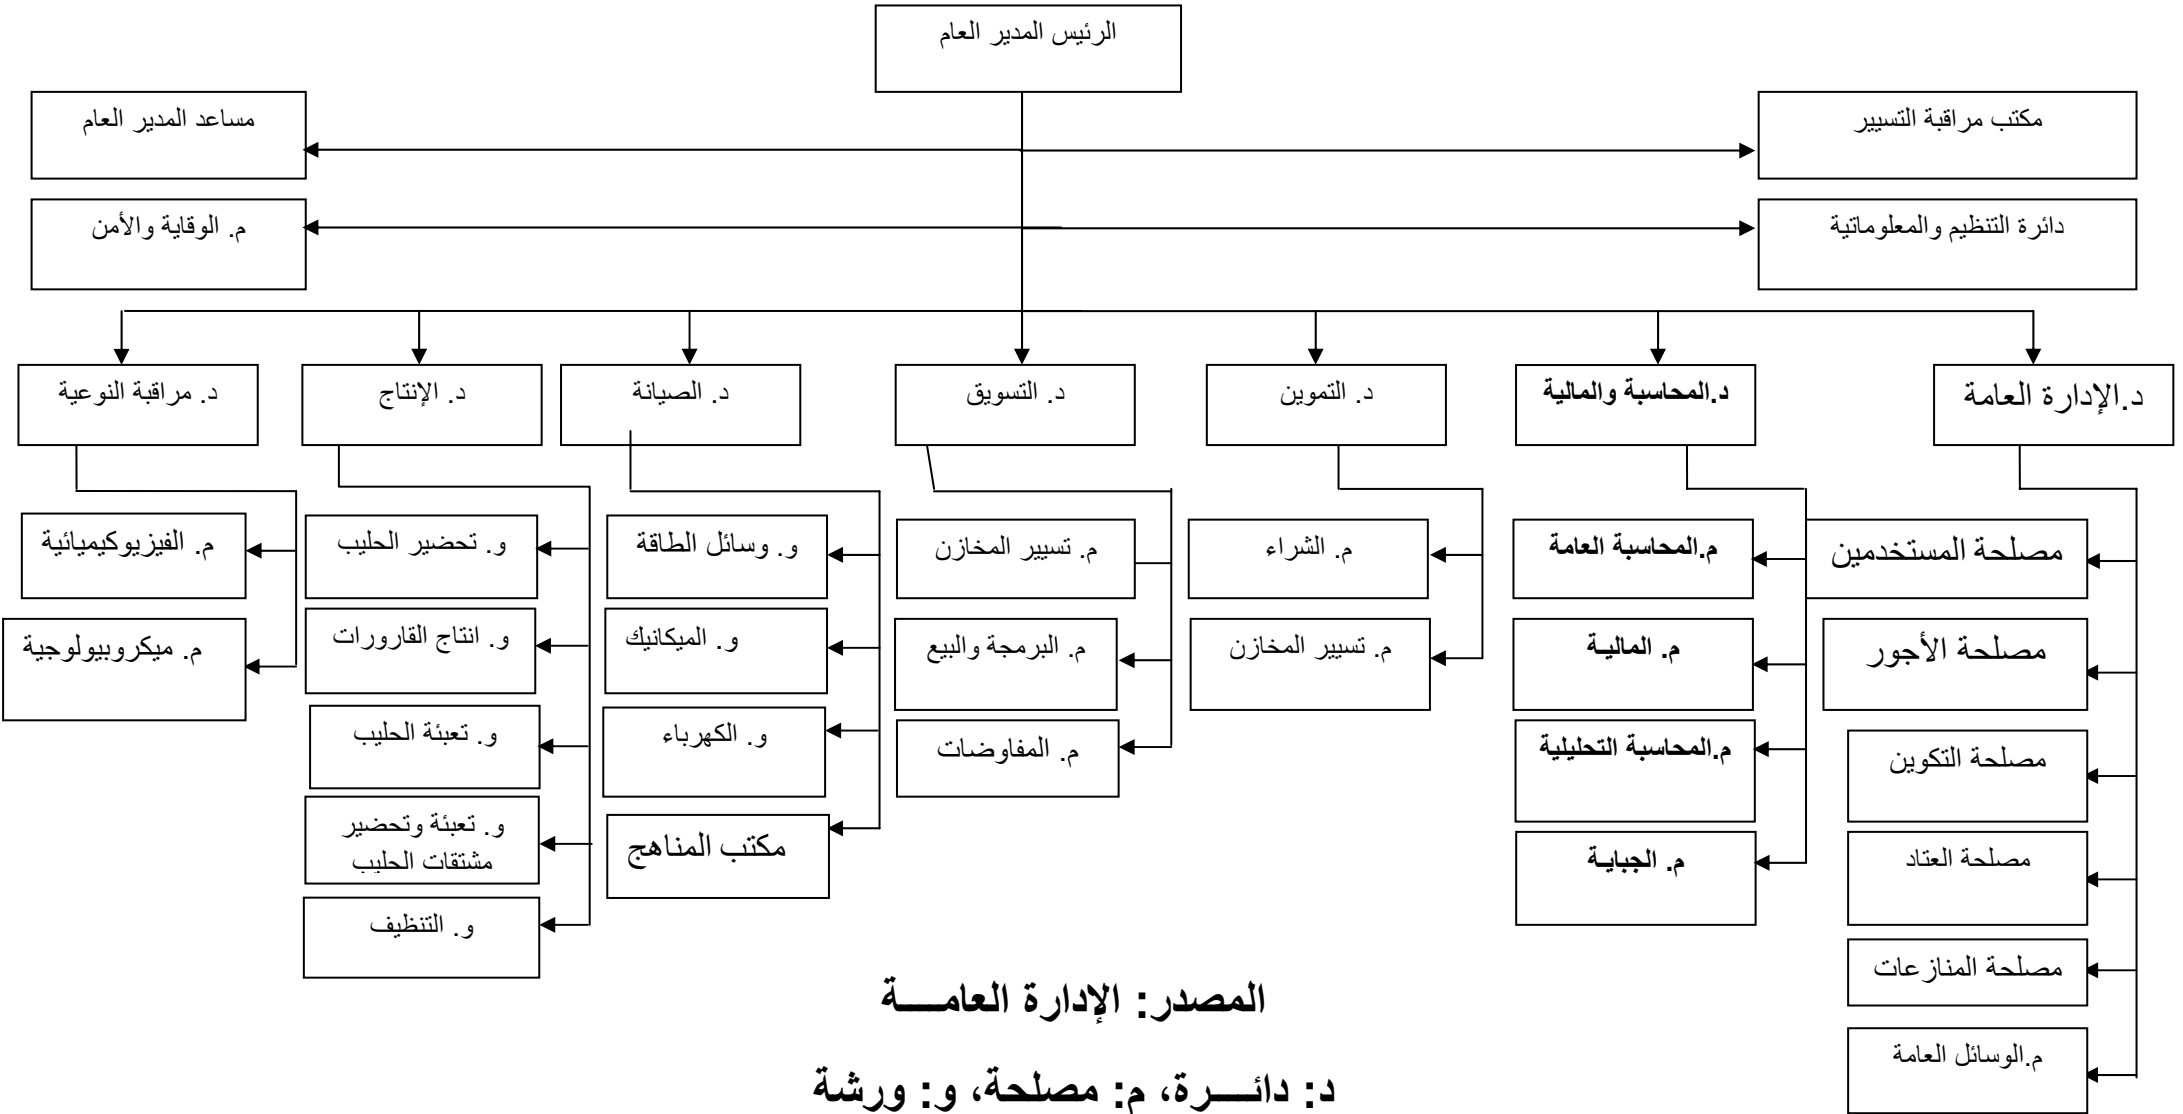 الرئيس المدير العام
مكتب مراقبة التسيير
مساعد المدير العام
دائرة التنظيم والمعلوماتية
م. الوقاية والأمن
د.الإدارة العامة
د.المحاسبة والمالية
د. التموين
د. التسويق
د. الصيانة
د. الإنتاج
د. مراقبة النوعية
مصلحة المستخدمين
م.المحاسبة العامة
م. الشراء
م. تسيير المخازن
و. وسائل الطاقة
و. تحضير الحليب
م. الفيزيوكيميائية
مصلحة الأجور
م. الماليـة
م. تسيير المخازن
م. البرمجة والبيع
و. الميكانيك
و. انتاج القارورات
م. ميكروبيولوجية
مصلحة التكوين
م.المحاسبة التحليلية
م. المفاوضات
و. الكهرباء
و. تعبئة الحليب
مصلحة العتاد
م. الجبايـة
مكتب المناهج
و. تعبئة وتحضير
مشتقات الحليب
و. التنظيف
مصلحة المنازعات
م.الوسائل العامة
المصدر: الإدارة العامـــــة
د: دائـــــرة، م: مصلحة، و: ورشة